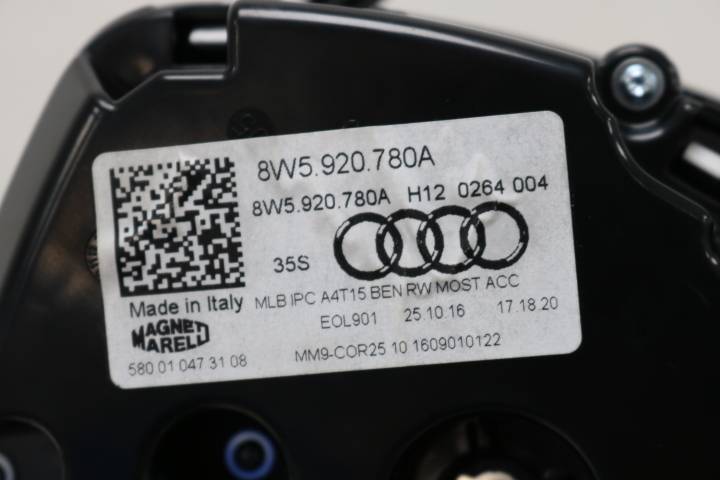 8W5.920.780A
8W5.920.780A H12 0264 004
35S
Made in Italy
MLB IPC A4T15 BEN RW MOST ACC
MAGNETI MARELLI
EOL901 25.10.16 17.18.20
580 01 047 31 08
MM9-COR25 10 1609010122